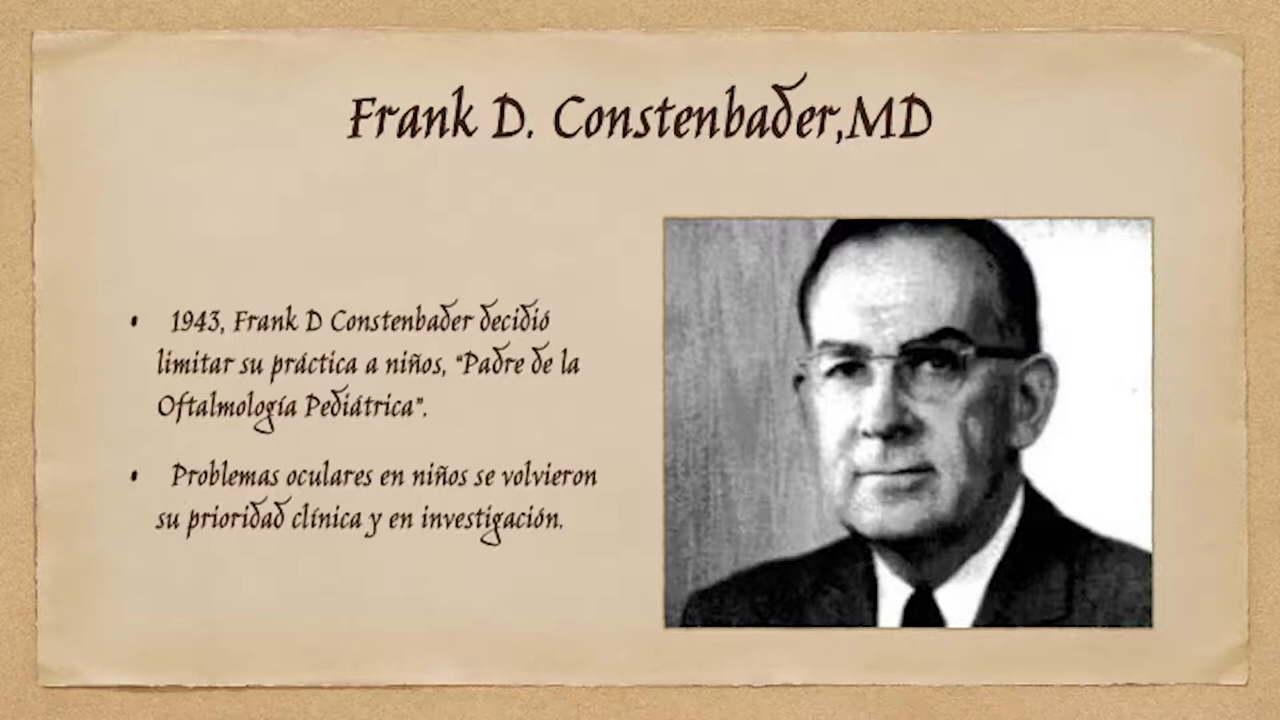 Frank D. Constenbader,MD
• 1943, Frank D Constenbader decidió
limitar su práctica a niños, "Padre de la
Oftalmología Pediátrica".
• Problemas oculares en niños se volvieron
su prioridad clínica y en investigación.